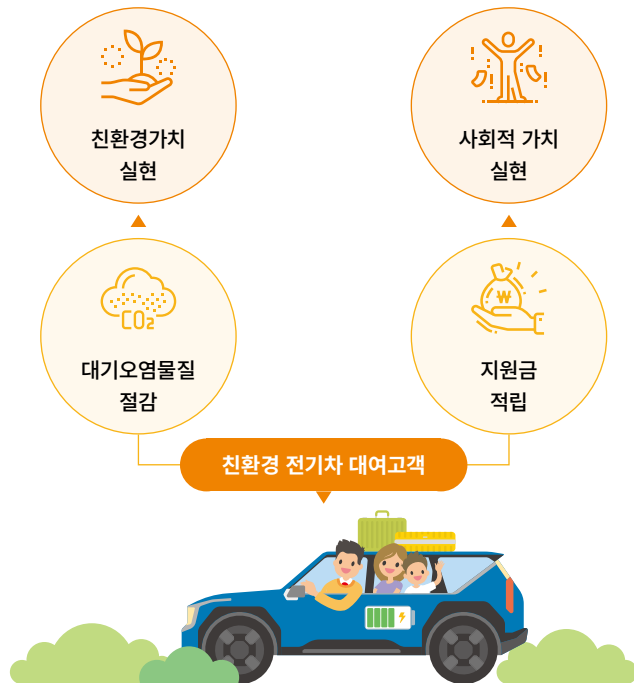 친환경가치
실현
사회적 가치
실현
CO₂
대기오염물질
절감
₩
지원금
적립
친환경 전기차 대여고객